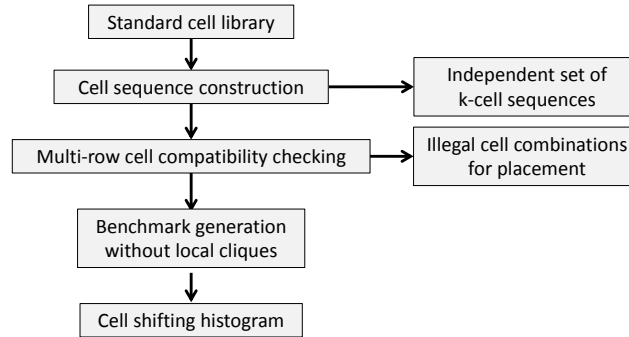 Standard cell library
Cell sequence construction
Independent set of
k-cell sequences
Multi-row cell compatibility checking
Illegal cell combinations
for placement
Benchmark generation
without local cliques
Cell shifting histogram